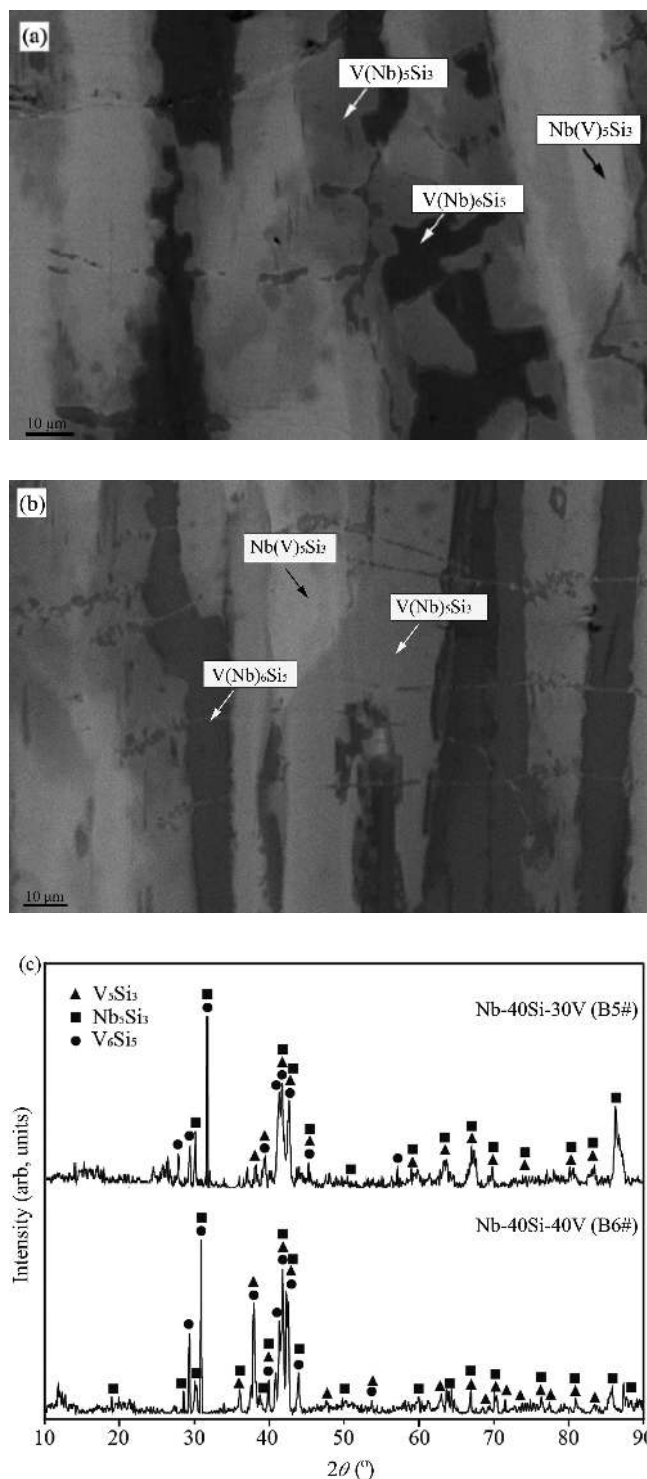 (a)
V(Nb)₅Si₃
Nb(V)₅Si₃
V(Nb)₆Si₅
10 μm
(b)
Nb(V)₅Si₃
V(Nb)₅Si₃
V(Nb)₆Si₅
10 μm
(c)
▲ V₅Si₃
■ Nb₅Si₃
● V₆Si₅
Nb-40Si-30V (B5#)
Nb-40Si-40V (B6#)
Intensity (arb, units)
10 20 30 40 50 60 70 80 90
2θ (°)